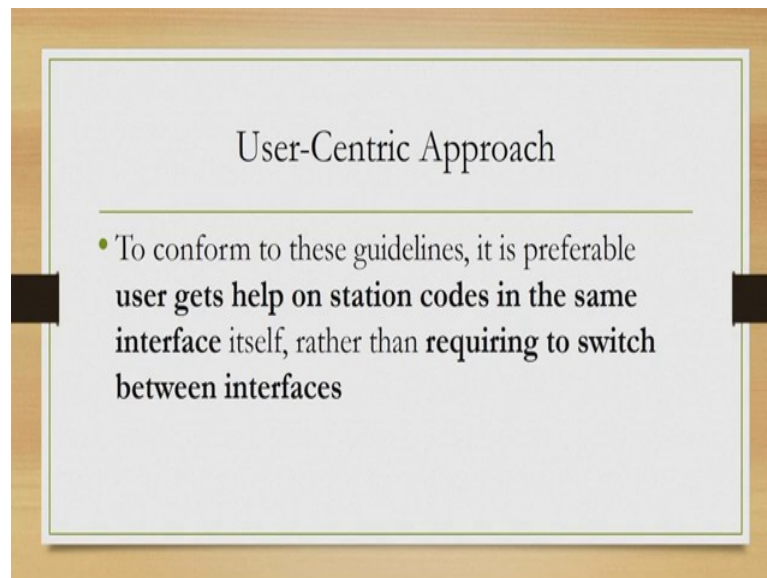 User-Centric Approach
• To conform to these guidelines, it is preferable
user gets help on station codes in the same
interface itself, rather than requiring to switch
between interfaces